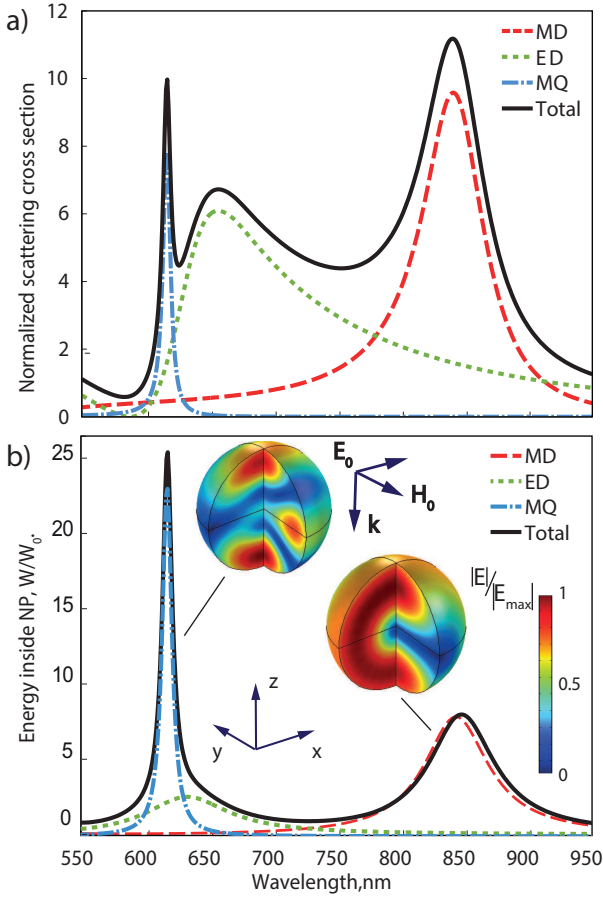 a)
Normalized scattering cross section
12
10
8
6
4
2
0
MD
ED
MQ
Total
b)
Energy inside NP, W/W₀.
25
20
15
10
5
0
E₀
H₀
k
MD
ED
MQ
Total
|E|/|E max|
1
0.5
0
z
y
x
550
600
650
700
750
800
850
900
950
Wavelength,nm